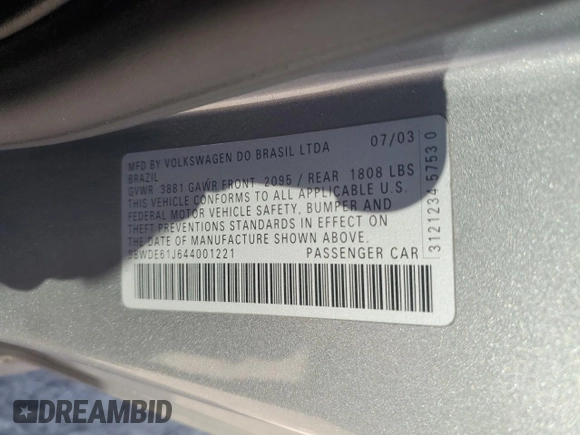 MFD BY VOLKSWAGEN DO BRASIL LTDA 07/03
BRAZIL
GVWR 3881 GAWR FRONT 2095 / REAR 1808 LBS
THIS VEHICLE CONFORMS TO ALL APPLICABLE U.S.
FEDERAL MOTOR VEHICLE SAFETY, BUMPER AND
THEFT PREVENTIONS STANDARDS IN EFFECT ON
THE DATE OF MANUFACTURE SHOWN ABOVE.
9BWDE61J644001221 PASSENGER CAR
3121234 57530
DREAMBID